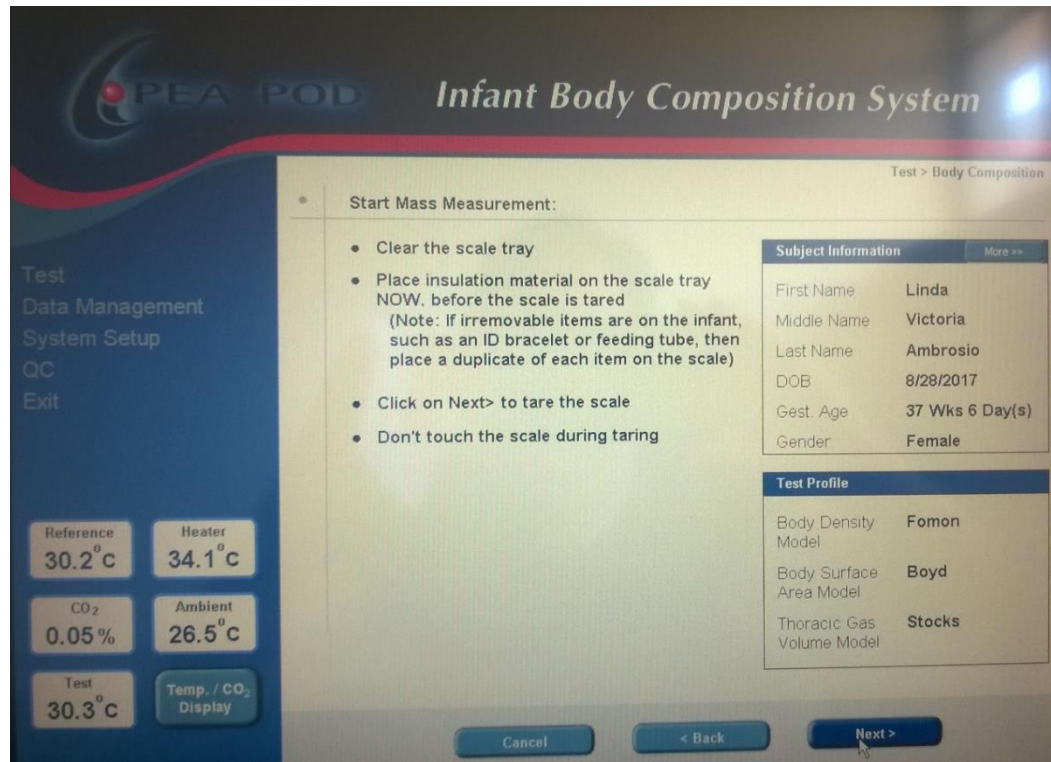 PEA POD
Infant Body Composition System
Test > Body Composition
Start Mass Measurement:
• Clear the scale tray
• Place insulation material on the scale tray
NOW, before the scale is tared
(Note: If irremovable items are on the infant,
such as an ID bracelet or feeding tube, then
place a duplicate of each item on the scale)
• Click on Next> to tare the scale
• Don't touch the scale during taring
Test
Data Management
System Setup
QC
Exit
Subject Information More >>
First Name Linda
Middle Name Victoria
Last Name Ambrosio
DOB 8/28/2017
Gest. Age 37 Wks 6 Day(s)
Gender Female
Test Profile
Body Density Fomon
Model
Body Surface Boyd
Area Model
Thoracic Gas Stocks
Volume Model
Reference Heater
30.2°C 34.1°C
CO₂ Ambient
0.05% 26.5°C
Test Temp. / CO₂
30.3°C Display
Cancel < Back Next >